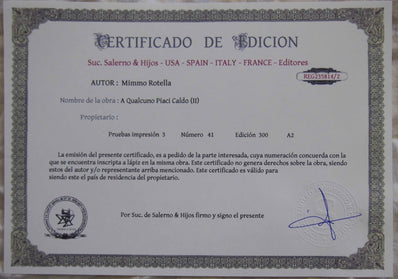 CERTIFICADO DE EDICION
Suc. Salerno & Hijos - USA - SPAIN - ITALY - FRANCE - Editores
REG235814/2
AUTOR : Mimmo Rotella
Nombre de la obra : A Qualcuno Piaci Caldo (II)
Propietario :
Pruebas impresión 3 Número 41 Edición 300 A2
La emisión del presente certificado, es a pedido de la parte interesada, cuya numeración concuerda con la
que se encuentra inscripta a lápiz en la misma obra. Este certificado no genera derechos sobre la obra, siendo
estos del autor y/o representante arriba mencionado. Este certificado es válido para
siendo este el país de residencia del propietario.
Por Suc. de Salerno & Hijos firmo y signo el presente